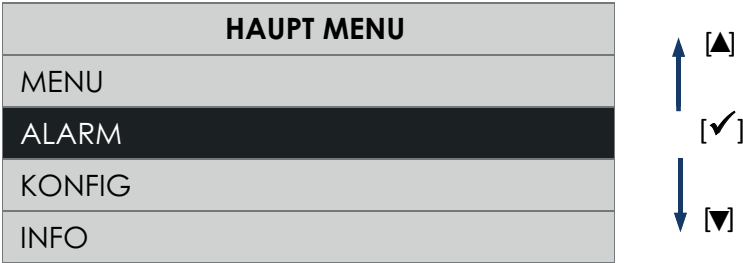 HAUPT MENU
MENU
ALARM
KONFIG
INFO
[▲]
[✓]
[▼]